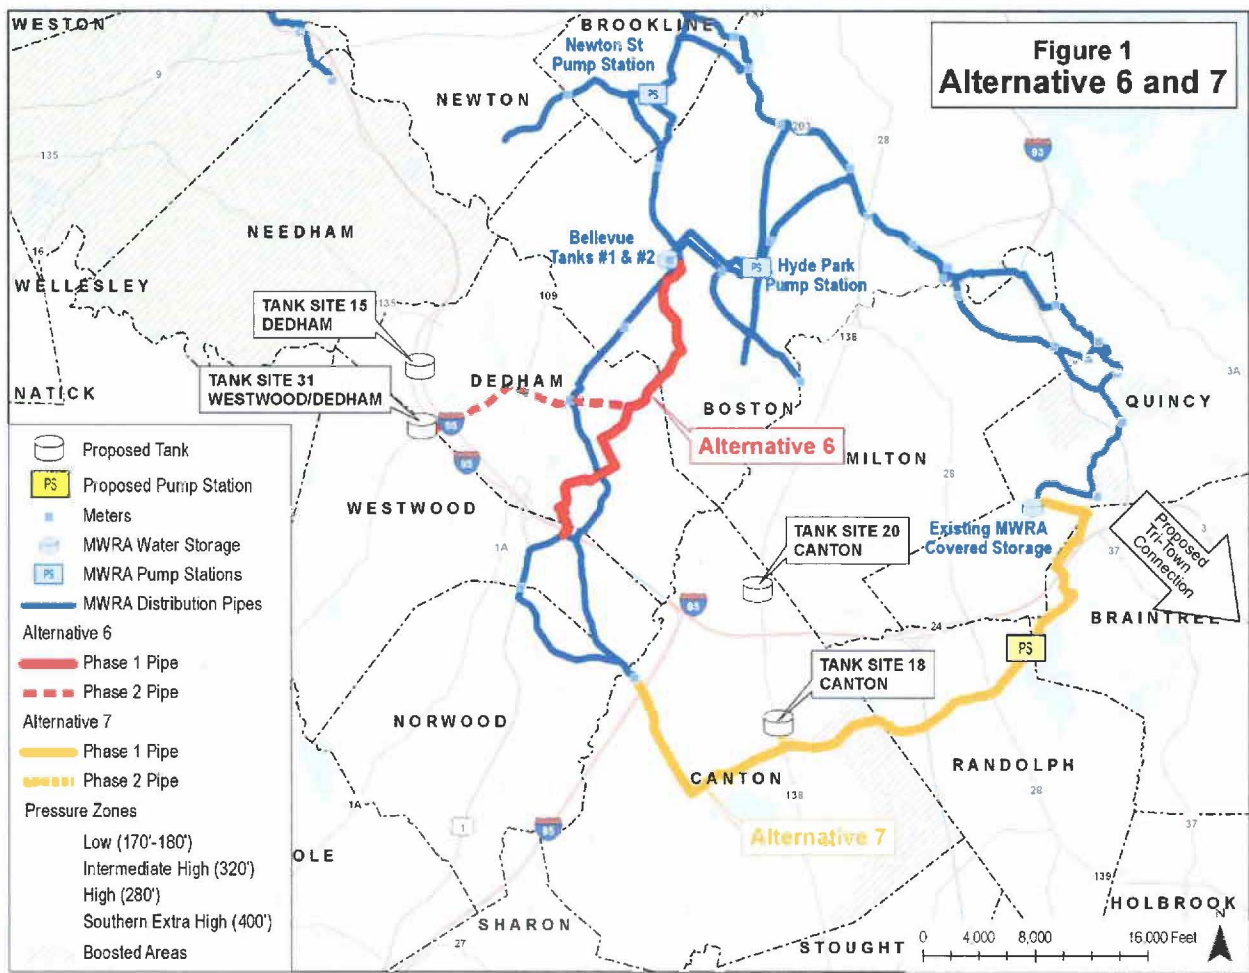 WESTON
BROOKLINE
Figure 1
Alternative 6 and 7
Newton St
Pump Station
PS
9
NEWTON
203
28
93
135
NEEDHAM
16
WELLESLEY
Bellevue
Tanks #1 & #2
PS
Hyde Park
Pump Station
109
135
138
TANK SITE 15
DEDHAM
TANK SITE 31
WESTWOOD/DEDHAM
NATICK
DEDHAM
BOSTON
3A
QUINCY
95
95
Alternative 6
MILTON
28
WESTWOOD
1A
TANK SITE 20
CANTON
Existing MWRA
Covered Storage
37
3
Proposed
Tri-Town
Connection
BRAINTREE
95
24
PS
TANK SITE 18
CANTON
NORWOOD
CANTON
138
RANDOLPH
28
1A
1
95
Alternative 7
37
OLE
139
HOLBROOK
SHARON
27
STOUGHT
N
0 4,000 8,000 16,000 Feet
Proposed Tank
PS Proposed Pump Station
Meters
MWRA Water Storage
PS MWRA Pump Stations
MWRA Distribution Pipes
Alternative 6
Phase 1 Pipe
Phase 2 Pipe
Alternative 7
Phase 1 Pipe
Phase 2 Pipe
Pressure Zones
Low (170'-180')
Intermediate High (320')
High (280')
Southern Extra High (400')
Boosted Areas